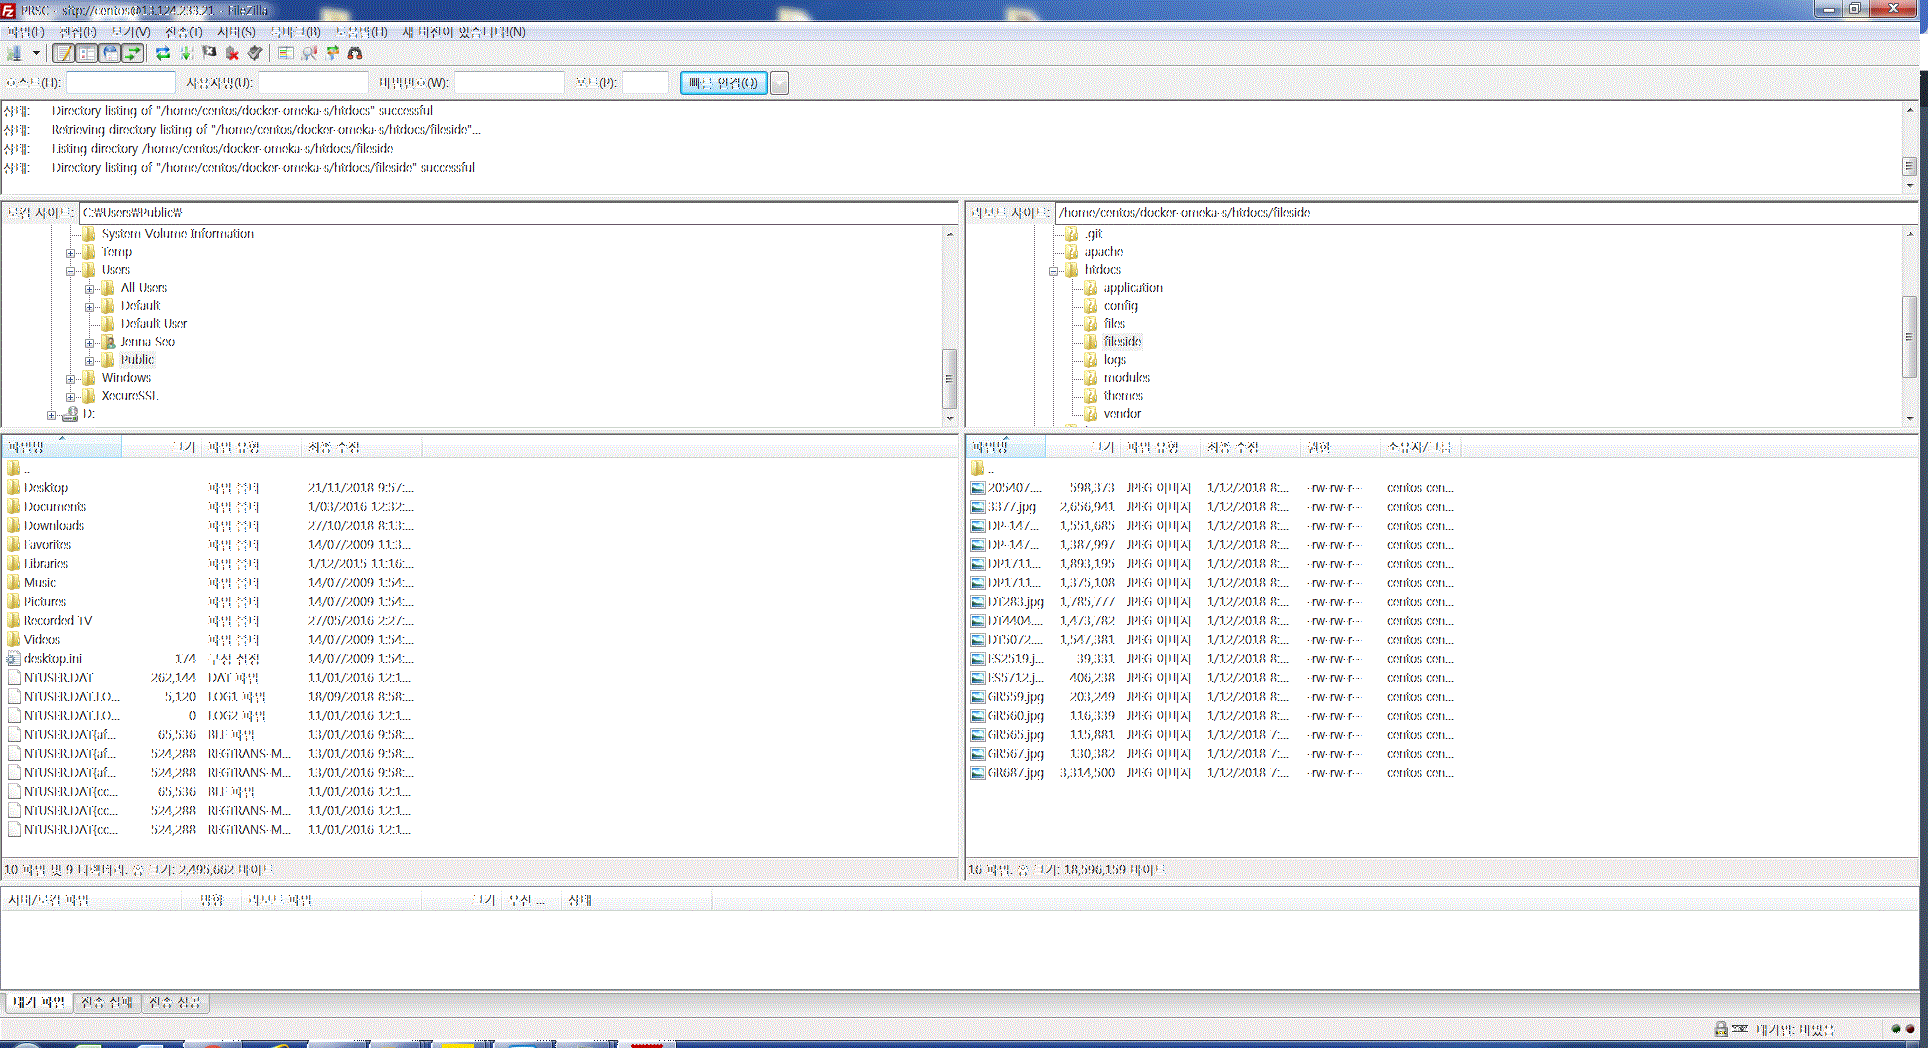 PRSC - sftp://centos@13.124.233.21 - FileZilla
파일(F) 편집(E) 보기(V) 전송(T) 서버(S) 북마크(B) 도움말(H) 새 버전이 있습니다!(N)
호스트(H): 사용자명(U): 비밀번호(W): 포트(P): 빠른 연결(Q)
상태: Directory listing of "/home/centos/docker-omeka-s/htdocs" successful
상태: Retrieving directory listing of "/home/centos/docker-omeka-s/htdocs/fileside"...
상태: Listing directory /home/centos/docker-omeka-s/htdocs/fileside
상태: Directory listing of "/home/centos/docker-omeka-s/htdocs/fileside" successful
로컬 사이트: C:\Users\Public\
System Volume Information
Temp
Users
All Users
Default
Default User
Jenna Seo
Public
Windows
XecureSSL
D:
리모트 사이트: /home/centos/docker-omeka-s/htdocs/fileside
.git
apache
htdocs
application
config
files
fileside
logs
modules
themes
vendor
파일명 크기 파일 유형 최종 수정
..
Desktop 파일 폴더 21/11/2018 9:57:...
Documents 파일 폴더 1/03/2016 12:32:...
Downloads 파일 폴더 27/10/2018 8:13:...
Favorites 파일 폴더 14/07/2009 11:3...
Libraries 파일 폴더 1/12/2015 11:16:...
Music 파일 폴더 14/07/2009 1:54:...
Pictures 파일 폴더 14/07/2009 1:54:...
Recorded TV 파일 폴더 27/05/2016 2:27:...
Videos 파일 폴더 14/07/2009 1:54:...
desktop.ini 174 구성 설정 14/07/2009 1:54:...
NTUSER.DAT 262,144 DAT 파일 11/01/2016 12:1...
NTUSER.DAT.LO... 5,120 LOG1 파일 18/09/2018 8:58:...
NTUSER.DAT.LO... 0 LOG2 파일 11/01/2016 12:1...
NTUSER.DAT{af... 65,536 BLF 파일 13/01/2016 9:58:...
NTUSER.DAT{af... 524,288 REGTRANS-M... 13/01/2016 9:58:...
NTUSER.DAT{af... 524,288 REGTRANS-M... 13/01/2016 9:58:...
NTUSER.DAT{cc... 65,536 BLF 파일 11/01/2016 12:1...
NTUSER.DAT{cc... 524,288 REGTRANS-M... 11/01/2016 12:1...
NTUSER.DAT{cc... 524,288 REGTRANS-M... 11/01/2016 12:1...
10 파일 및 9 디렉터리. 총 크기: 2,495,662 바이트
파일명 크기 파일 유형 최종 수정 권한 소유자/그룹
..
205407.... 598,373 JPEG 이미지 1/12/2018 8:... -rw-rw-r-- centos cen...
3377.jpg 2,656,941 JPEG 이미지 1/12/2018 8:... -rw-rw-r-- centos cen...
DP-147... 1,551,685 JPEG 이미지 1/12/2018 8:... -rw-rw-r-- centos cen...
DP-147... 1,387,997 JPEG 이미지 1/12/2018 8:... -rw-rw-r-- centos cen...
DP1711... 1,893,195 JPEG 이미지 1/12/2018 8:... -rw-rw-r-- centos cen...
DP1711... 1,375,108 JPEG 이미지 1/12/2018 8:... -rw-rw-r-- centos cen...
DT283.jpg 1,785,777 JPEG 이미지 1/12/2018 8:... -rw-rw-r-- centos cen...
DT4404.... 1,473,782 JPEG 이미지 1/12/2018 8:... -rw-rw-r-- centos cen...
DT5072.... 1,547,381 JPEG 이미지 1/12/2018 8:... -rw-rw-r-- centos cen...
ES2519.j... 39,331 JPEG 이미지 1/12/2018 8:... -rw-rw-r-- centos cen...
ES5712.j... 406,238 JPEG 이미지 1/12/2018 8:... -rw-rw-r-- centos cen...
GR559.jpg 203,249 JPEG 이미지 1/12/2018 8:... -rw-rw-r-- centos cen...
GR560.jpg 116,339 JPEG 이미지 1/12/2018 8:... -rw-rw-r-- centos cen...
GR565.jpg 115,881 JPEG 이미지 1/12/2018 7:... -rw-rw-r-- centos cen...
GR567.jpg 130,382 JPEG 이미지 1/12/2018 7:... -rw-rw-r-- centos cen...
GR687.jpg 3,314,500 JPEG 이미지 1/12/2018 7:... -rw-rw-r-- centos cen...
16 파일. 총 크기: 18,596,159 바이트
서버/로컬 파일 방향 리모트 파일 크기 우선 ... 상태
대기 파일 전송 실패 전송 성공
대기열: 비었음